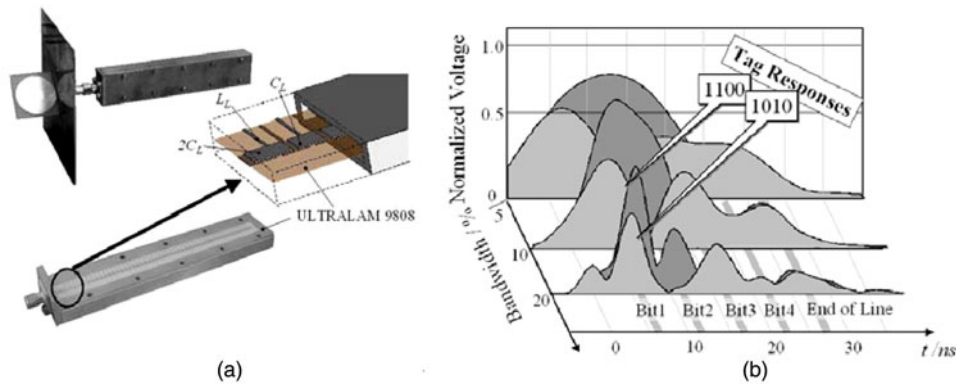 L_L
C_L
2C_L
ULTRALAM 9808
(a)
Normalized Voltage
1.0
0.5
0
Tag Responses
1100
1010
Bandwidth / %
5
10
20
Bit1 Bit2 Bit3 Bit4 End of Line
0 10 20 30 t /ns
(b)